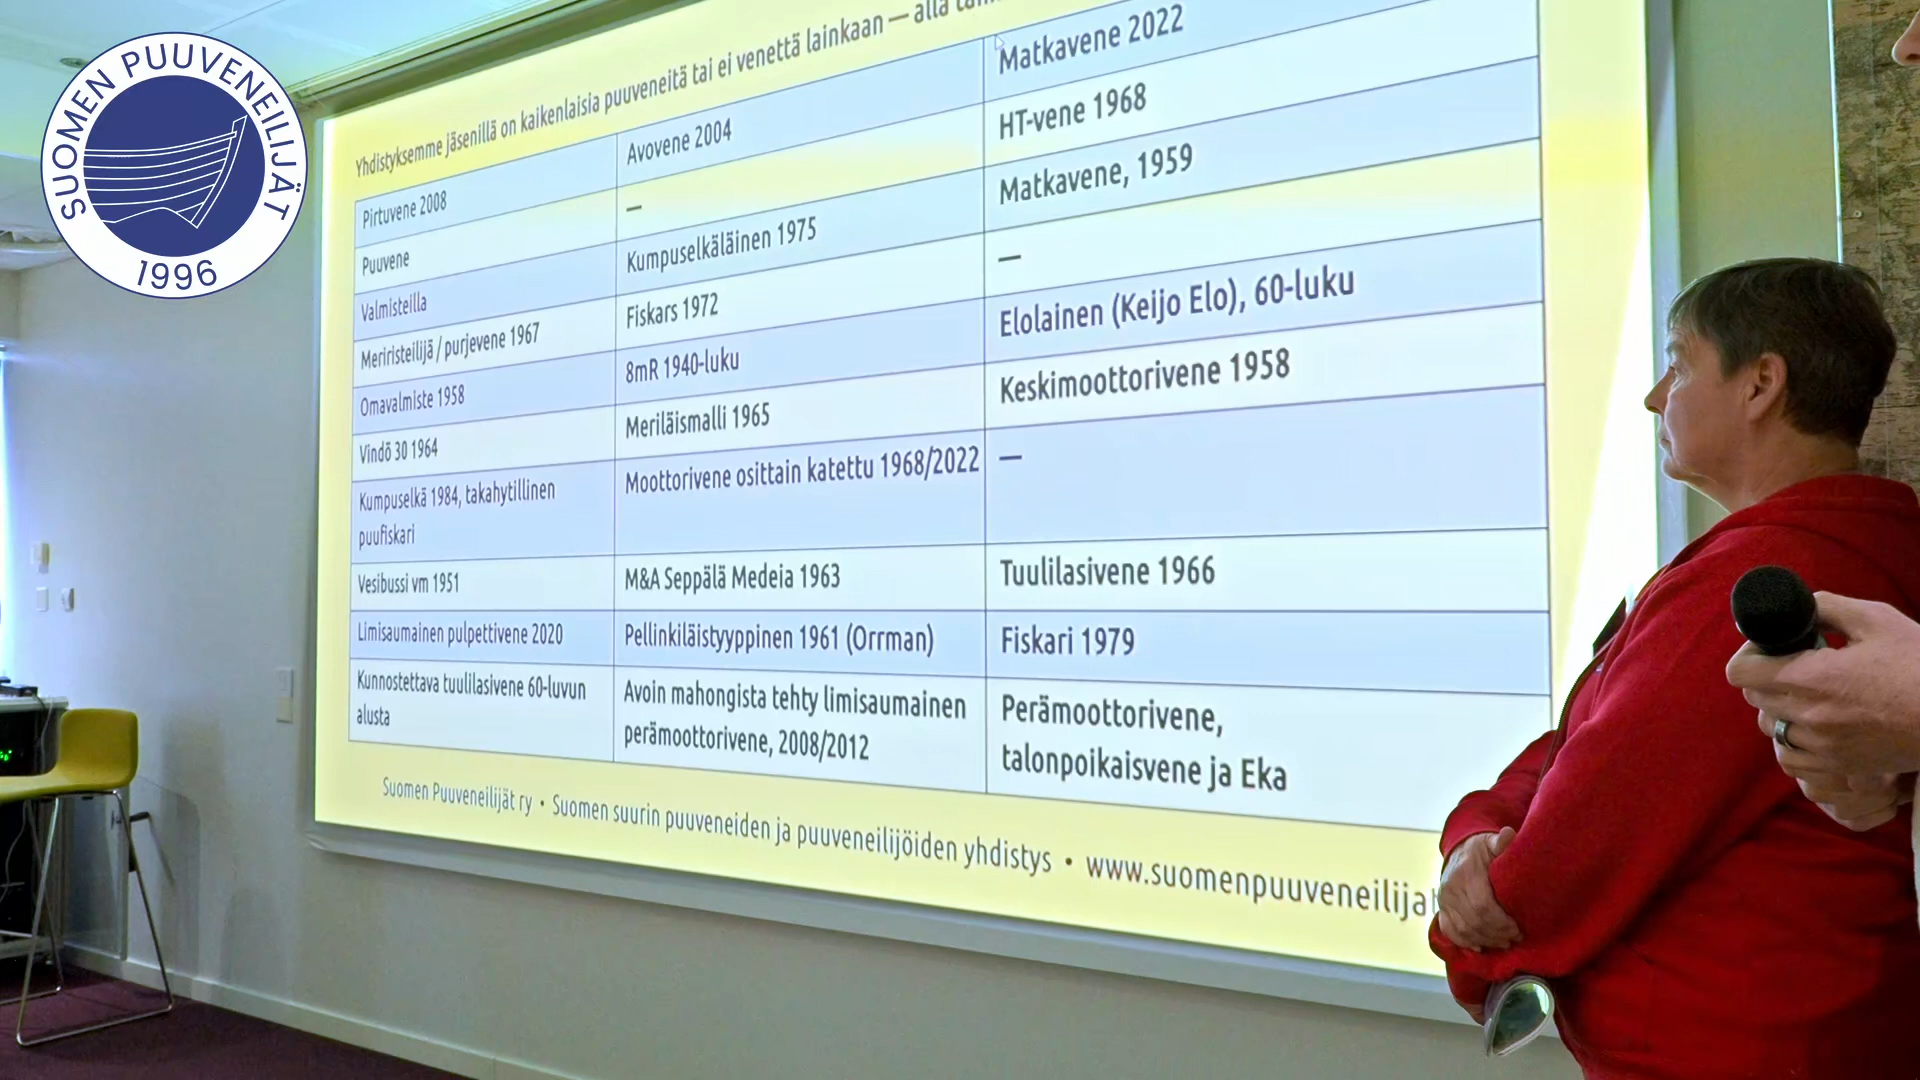 SUOMEN PUUVENEILIJÄT
1996
Yhdistyksemme jäsenillä on kaikenlaisia puuveneitä tai ei venettä lainkaan — alla
Pirtuvene 2008
Avovene 2004
Matkavene 2022
Puuvene
—
HT-vene 1968
Valmisteilla
Kumpuselkäläinen 1975
Matkavene, 1959
Meriristeilijä / purjevene 1967
Fiskars 1972
—
Omavalmiste 1958
8mR 1940-luku
Elolainen (Keijo Elo), 60-luku
Vindö 30 1964
Meriläismalli 1965
Keskimoottorivene 1958
Kumpuselkä 1984, takahytillinen
puufiskari
Moottorivene osittain katettu 1968/2022
—
Vesibussi vm 1951
M&A Seppälä Medeia 1963
Tuulilasivene 1966
Limisaumainen pulpettivene 2020
Pellinkiläistyyppinen 1961 (Orrman)
Fiskari 1979
Kunnostettava tuulilasivene 60-luvun
alusta
Avoin mahongista tehty limisaumainen
perämoottorivene, 2008/2012
Perämoottorivene,
talonpoikaisvene ja Eka
Suomen Puuveneilijät ry • Suomen suurin puuveneiden ja puuveneilijöiden yhdistys • www.suomenpuuveneilijat